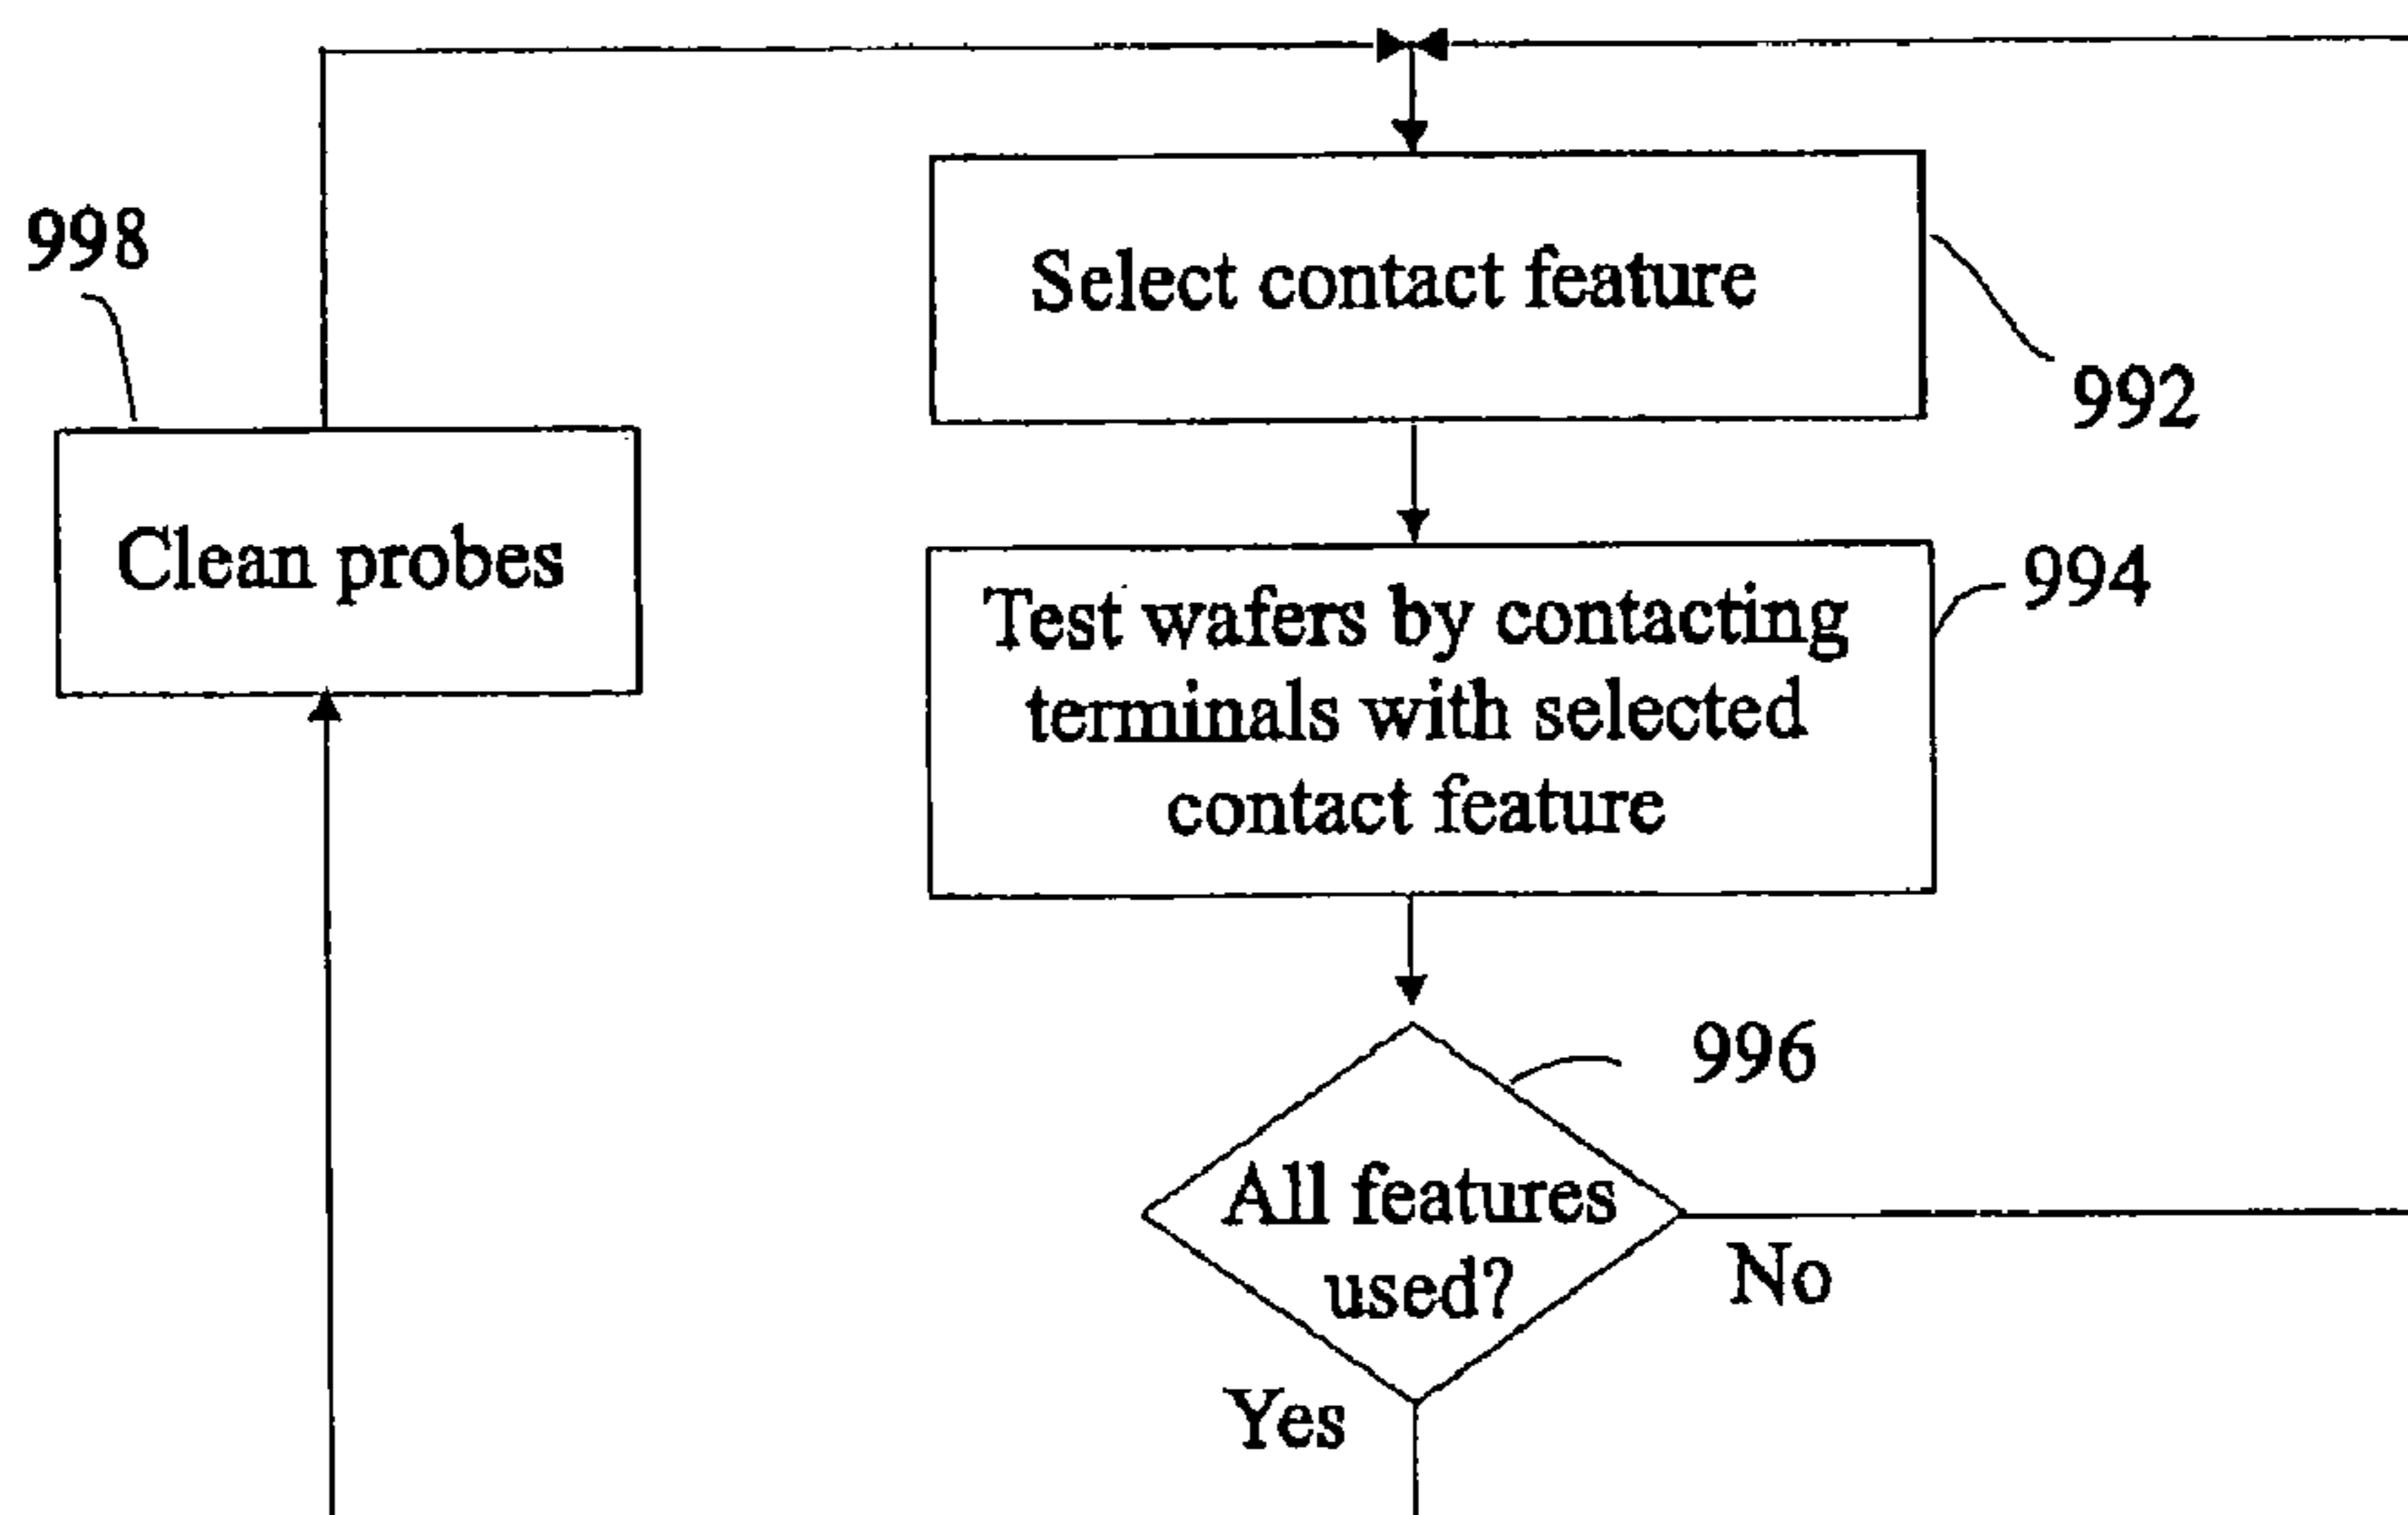 998
Select contact feature
992
Clean probes
994
Test wafers by contacting
terminals with selected
contact feature
996
All features
used?
No
Yes